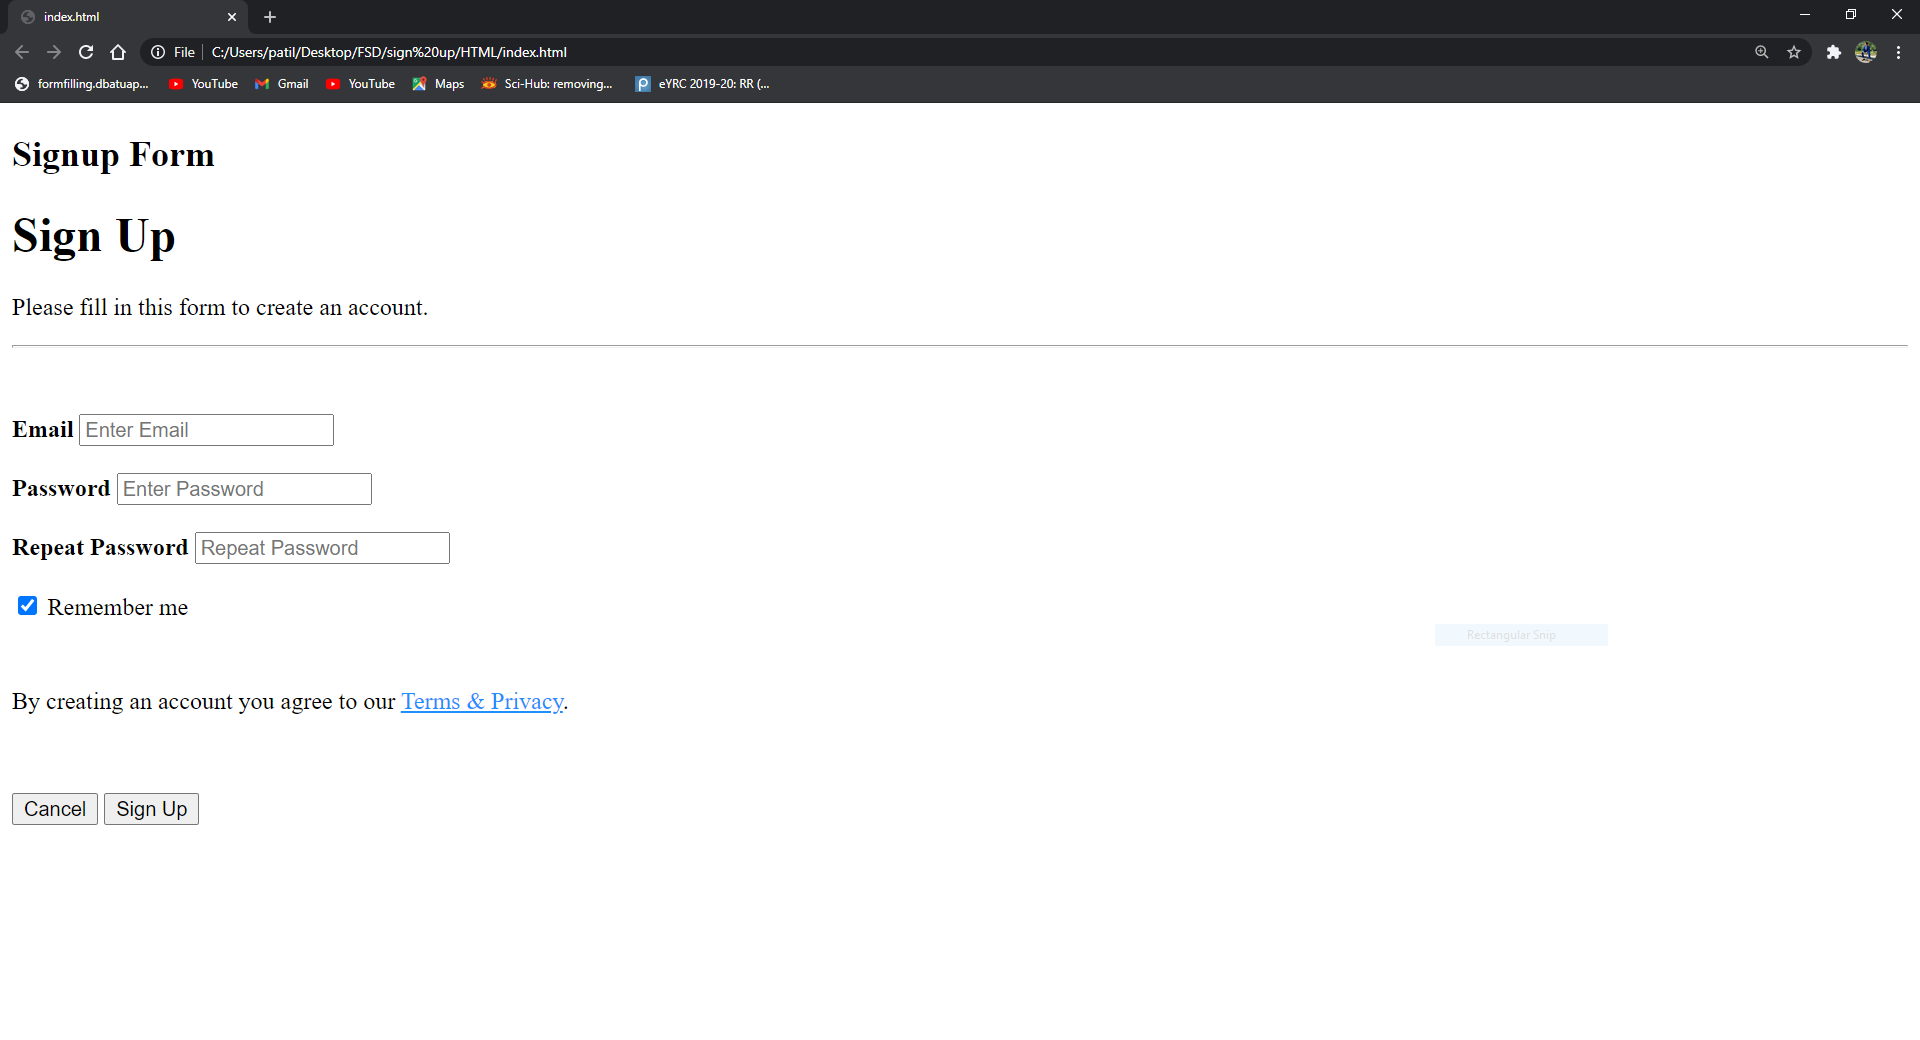 index.html
File C:/Users/patil/Desktop/FSD/sign%20up/HTML/index.html
formfilling.dbatuap... YouTube Gmail YouTube Maps Sci-Hub: removing... eYRC 2019-20: RR (...
Signup Form
Sign Up
Please fill in this form to create an account.
Email Enter Email
Password Enter Password
Repeat Password Repeat Password
Remember me
Rectangular Snip
By creating an account you agree to our Terms & Privacy.
Cancel Sign Up